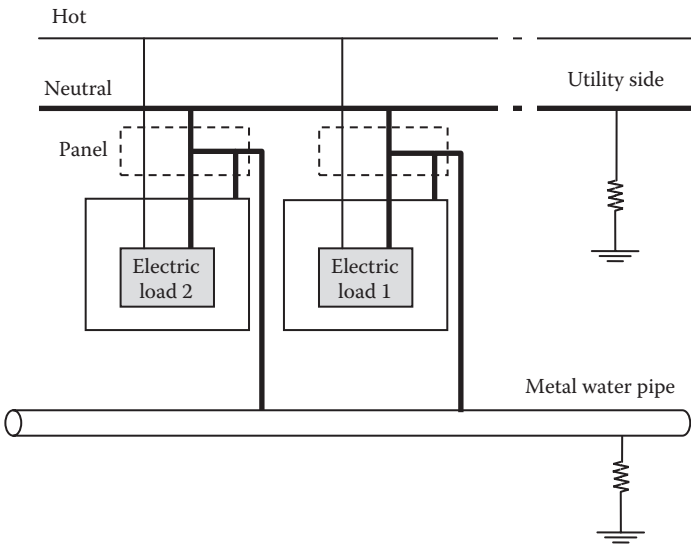 Hot
Neutral
Utility side
Panel
Electric
load 2
Electric
load 1
Metal water pipe